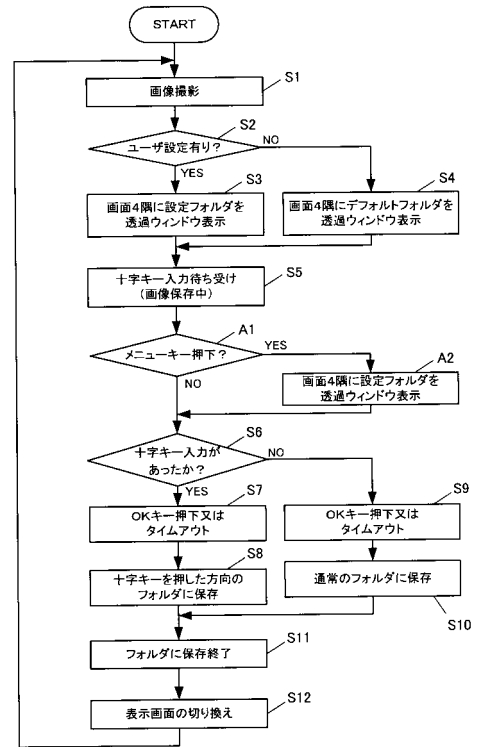 START
S1
画像撮影
S2
ユーザ設定有り?
NO
YES
S3
画面4隅に設定フォルダを
透過ウィンドウ表示
S4
画面4隅にデフォルトフォルダを
透過ウィンドウ表示
S5
十字キー入力待ち受け
(画像保存中)
A1
メニューキー押下?
YES
NO
A2
画面4隅に設定フォルダを
透過ウィンドウ表示
S6
十字キー入力が
あったか?
NO
YES
S7
OKキー押下又は
タイムアウト
S9
OKキー押下又は
タイムアウト
S8
十字キーを押した方向の
フォルダに保存
通常のフォルダに保存
S10
S11
フォルダに保存終了
S12
表示画面の切り換え